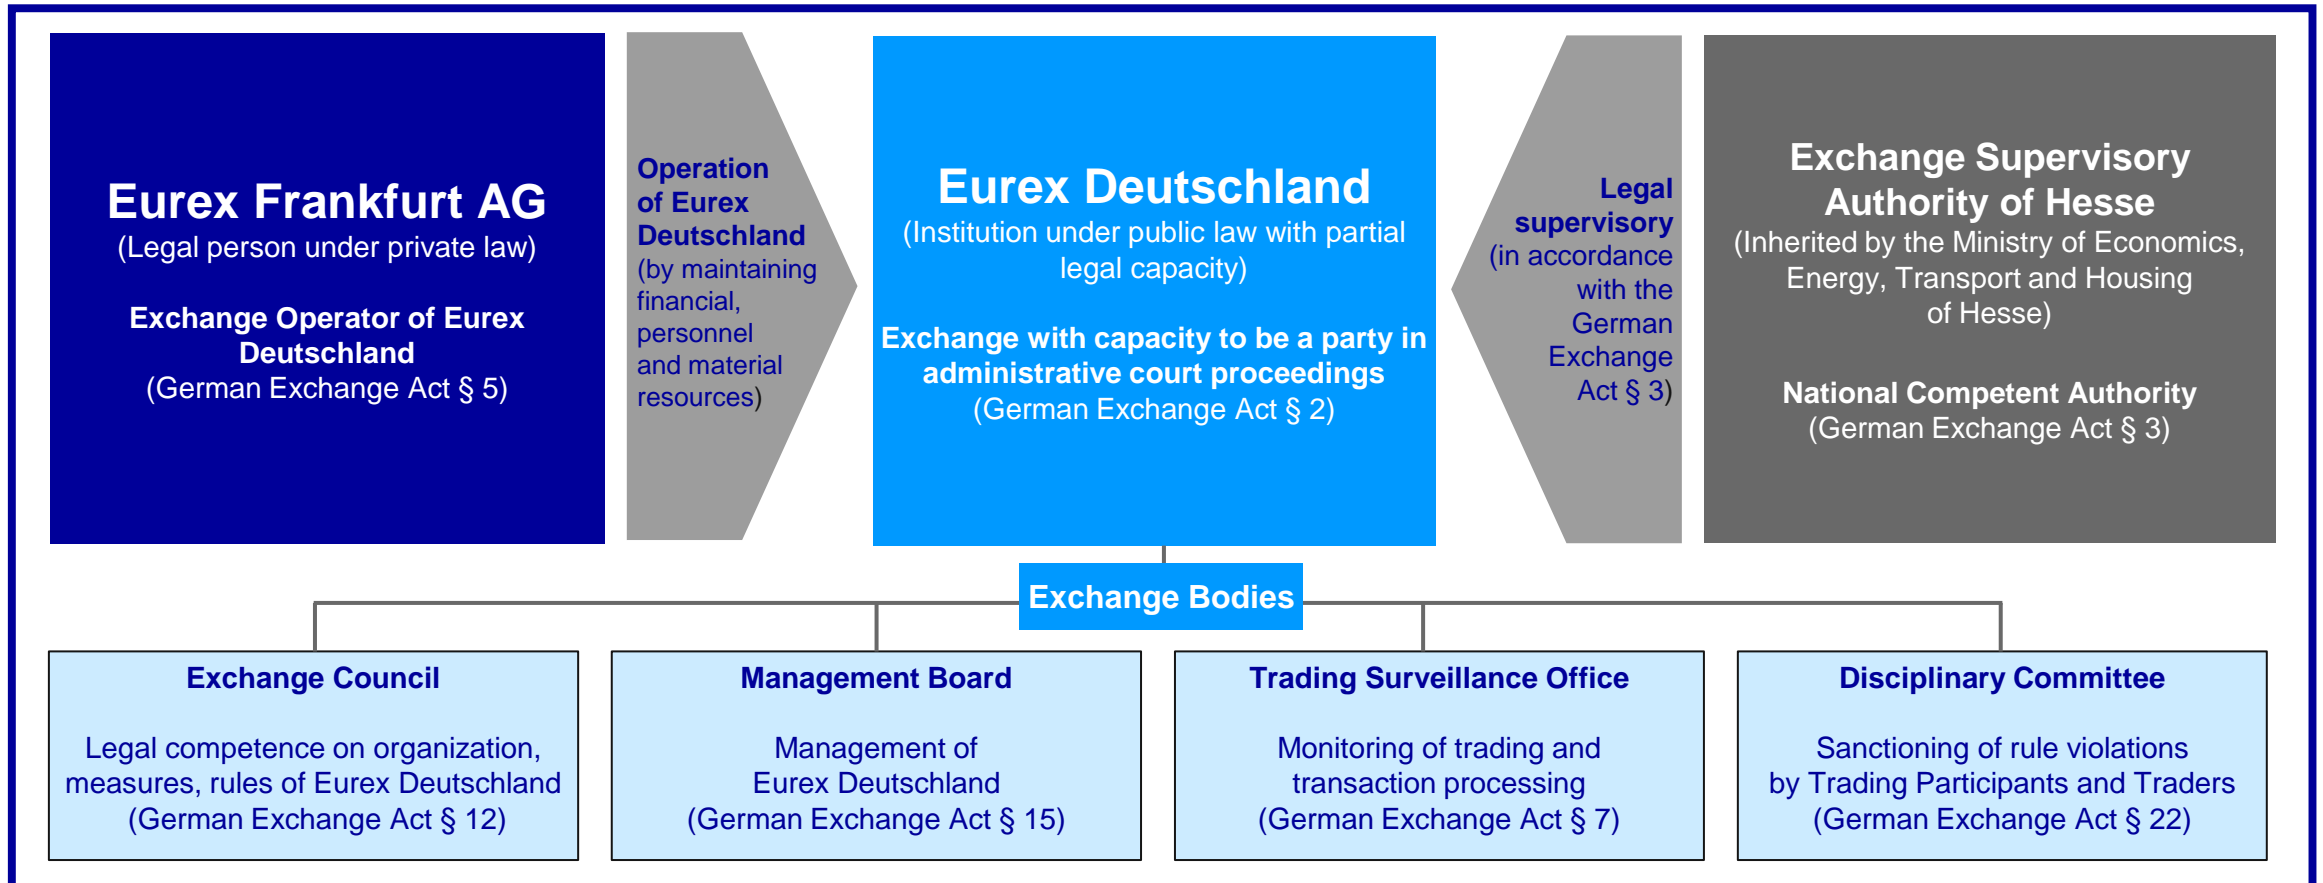 Eurex Frankfurt AG
(Legal person under private law)
Exchange Operator of Eurex
Deutschland
(German Exchange Act § 5)
Operation
of Eurex
Deutschland
(by maintaining
financial,
personnel
and material
resources)
Eurex Deutschland
(Institution under public law with partial
legal capacity)
Exchange with capacity to be a party in
administrative court proceedings
(German Exchange Act § 2)
Legal
supervisory
(in accordance
with the
German
Exchange
Act § 3)
Exchange Supervisory
Authority of Hesse
(Inherited by the Ministry of Economics,
Energy, Transport and Housing
of Hesse)
National Competent Authority
(German Exchange Act § 3)
Exchange Bodies
Exchange Council
Legal competence on organization,
measures, rules of Eurex Deutschland
(German Exchange Act § 12)
Management Board
Management of
Eurex Deutschland
(German Exchange Act § 15)
Trading Surveillance Office
Monitoring of trading and
transaction processing
(German Exchange Act § 7)
Disciplinary Committee
Sanctioning of rule violations
by Trading Participants and Traders
(German Exchange Act § 22)